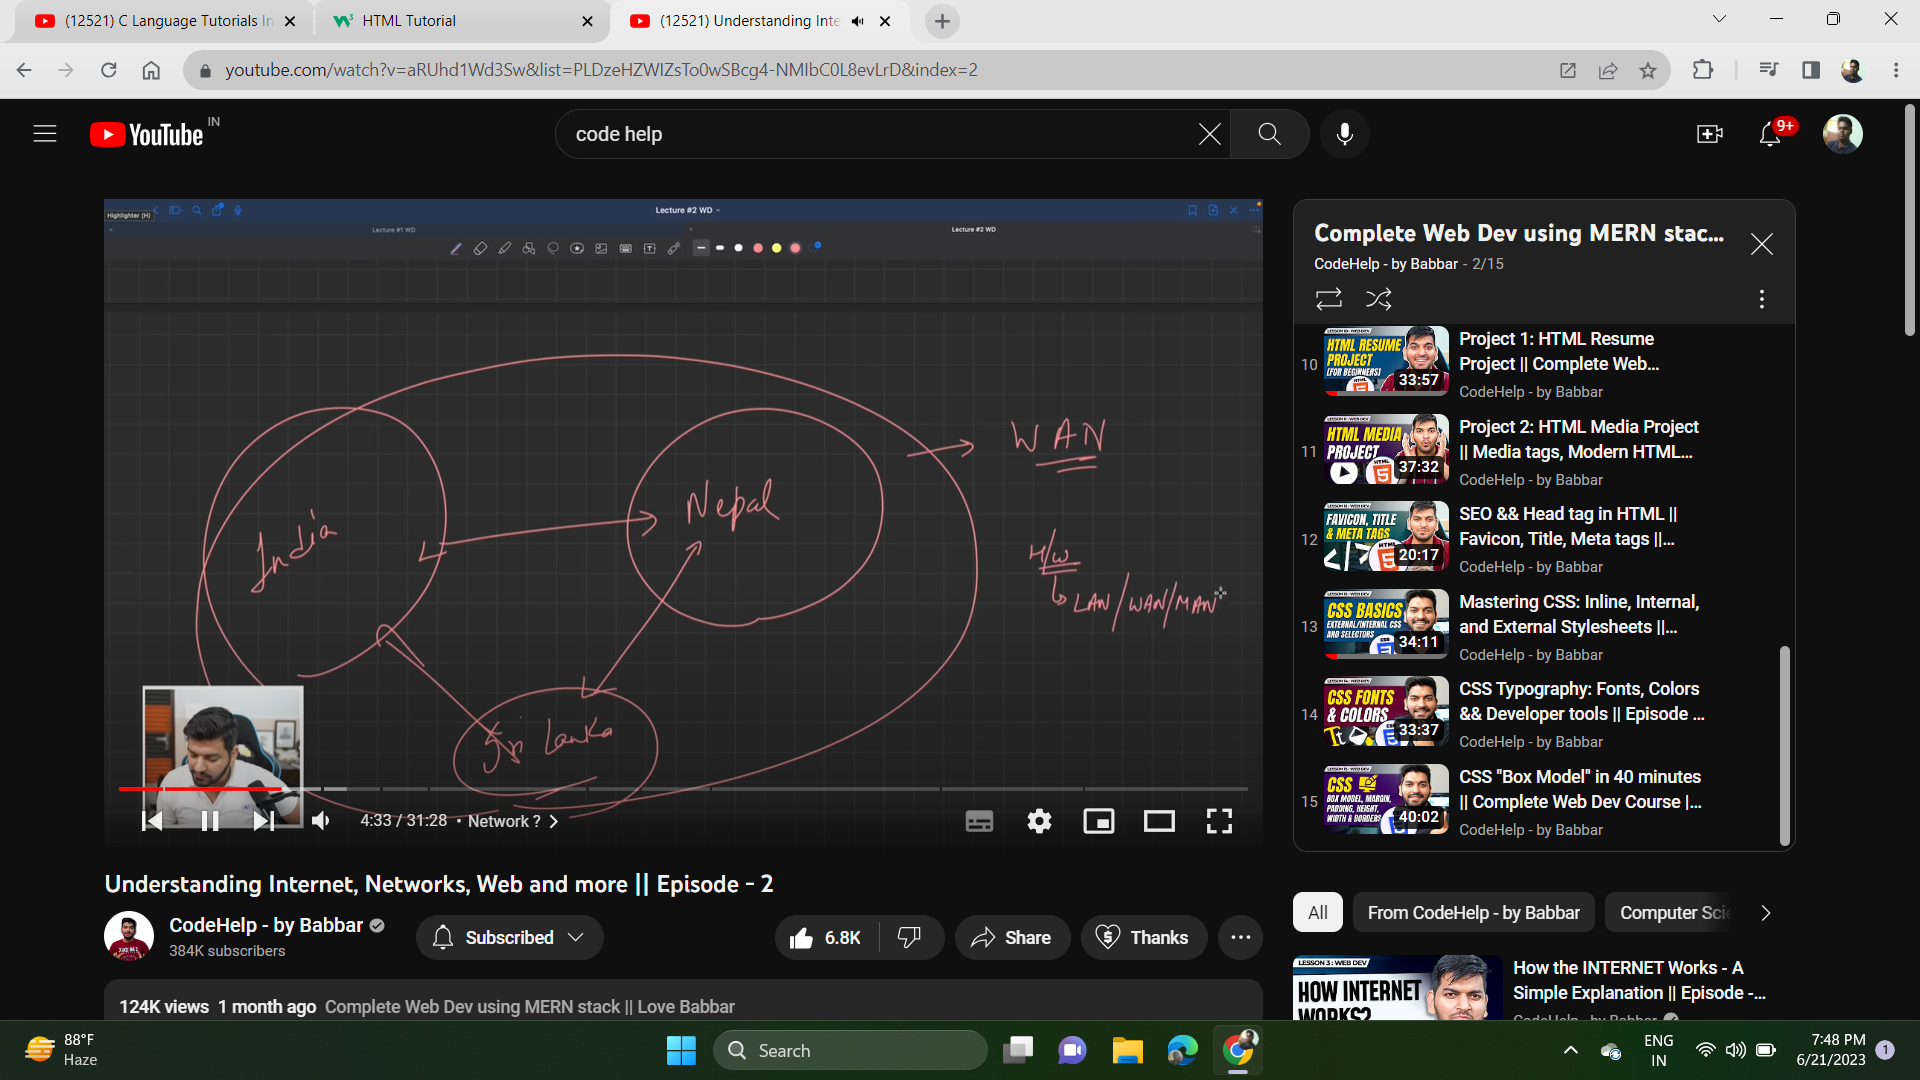 (12521) C Language Tutorials In
HTML Tutorial
(12521) Understanding Inte
youtube.com/watch?v=aRUhd1Wd3Sw&list=PLDzeHZWIZsTo0wSBcg4-NMIbC0L8evLrD&index=2
YouTube IN
code help
9+
Highlighter (H)
Lecture #2 WD
Lecture #1 WD
Lecture #2 WD
India
Nepal
Sri Lanka
WAN
H/W
LAN/WAN/MAN
4:33 / 31:28 • Network ?
Understanding Internet, Networks, Web and more || Episode - 2
CodeHelp - by Babbar
384K subscribers
Subscribed
6.8K
Share
Thanks
124K views 1 month ago Complete Web Dev using MERN stack || Love Babbar
Complete Web Dev using MERN stac...
CodeHelp - by Babbar - 2/15
10
HTML RESUME
PROJECT
[FOR BEGINNERS]
33:57
Project 1: HTML Resume
Project || Complete Web...
CodeHelp - by Babbar
11
HTML MEDIA
PROJECT
37:32
Project 2: HTML Media Project
|| Media tags, Modern HTML...
CodeHelp - by Babbar
12
FAVICON, TITLE
& META TAGS
20:17
SEO && Head tag in HTML ||
Favicon, Title, Meta tags ||...
CodeHelp - by Babbar
13
CSS BASICS
EXTERNAL/INTERNAL CSS
AND SELECTORS
34:11
Mastering CSS: Inline, Internal,
and External Stylesheets ||...
CodeHelp - by Babbar
14
CSS FONTS
& COLORS
33:37
CSS Typography: Fonts, Colors
&& Developer tools || Episode ...
CodeHelp - by Babbar
15
CSS
BOX MODEL, MARGIN,
PADDING, HEIGHT,
WIDTH & BORDERS
40:02
CSS "Box Model" in 40 minutes
|| Complete Web Dev Course |...
CodeHelp - by Babbar
All
From CodeHelp - by Babbar
Computer Scie
LESSON 3 : WEB DEV
HOW INTERNET
WORKS?
How the INTERNET Works - A
Simple Explanation || Episode -...
CodeHelp - by Babbar
88°F
Haze
Search
ENG
IN
7:48 PM
6/21/2023
1